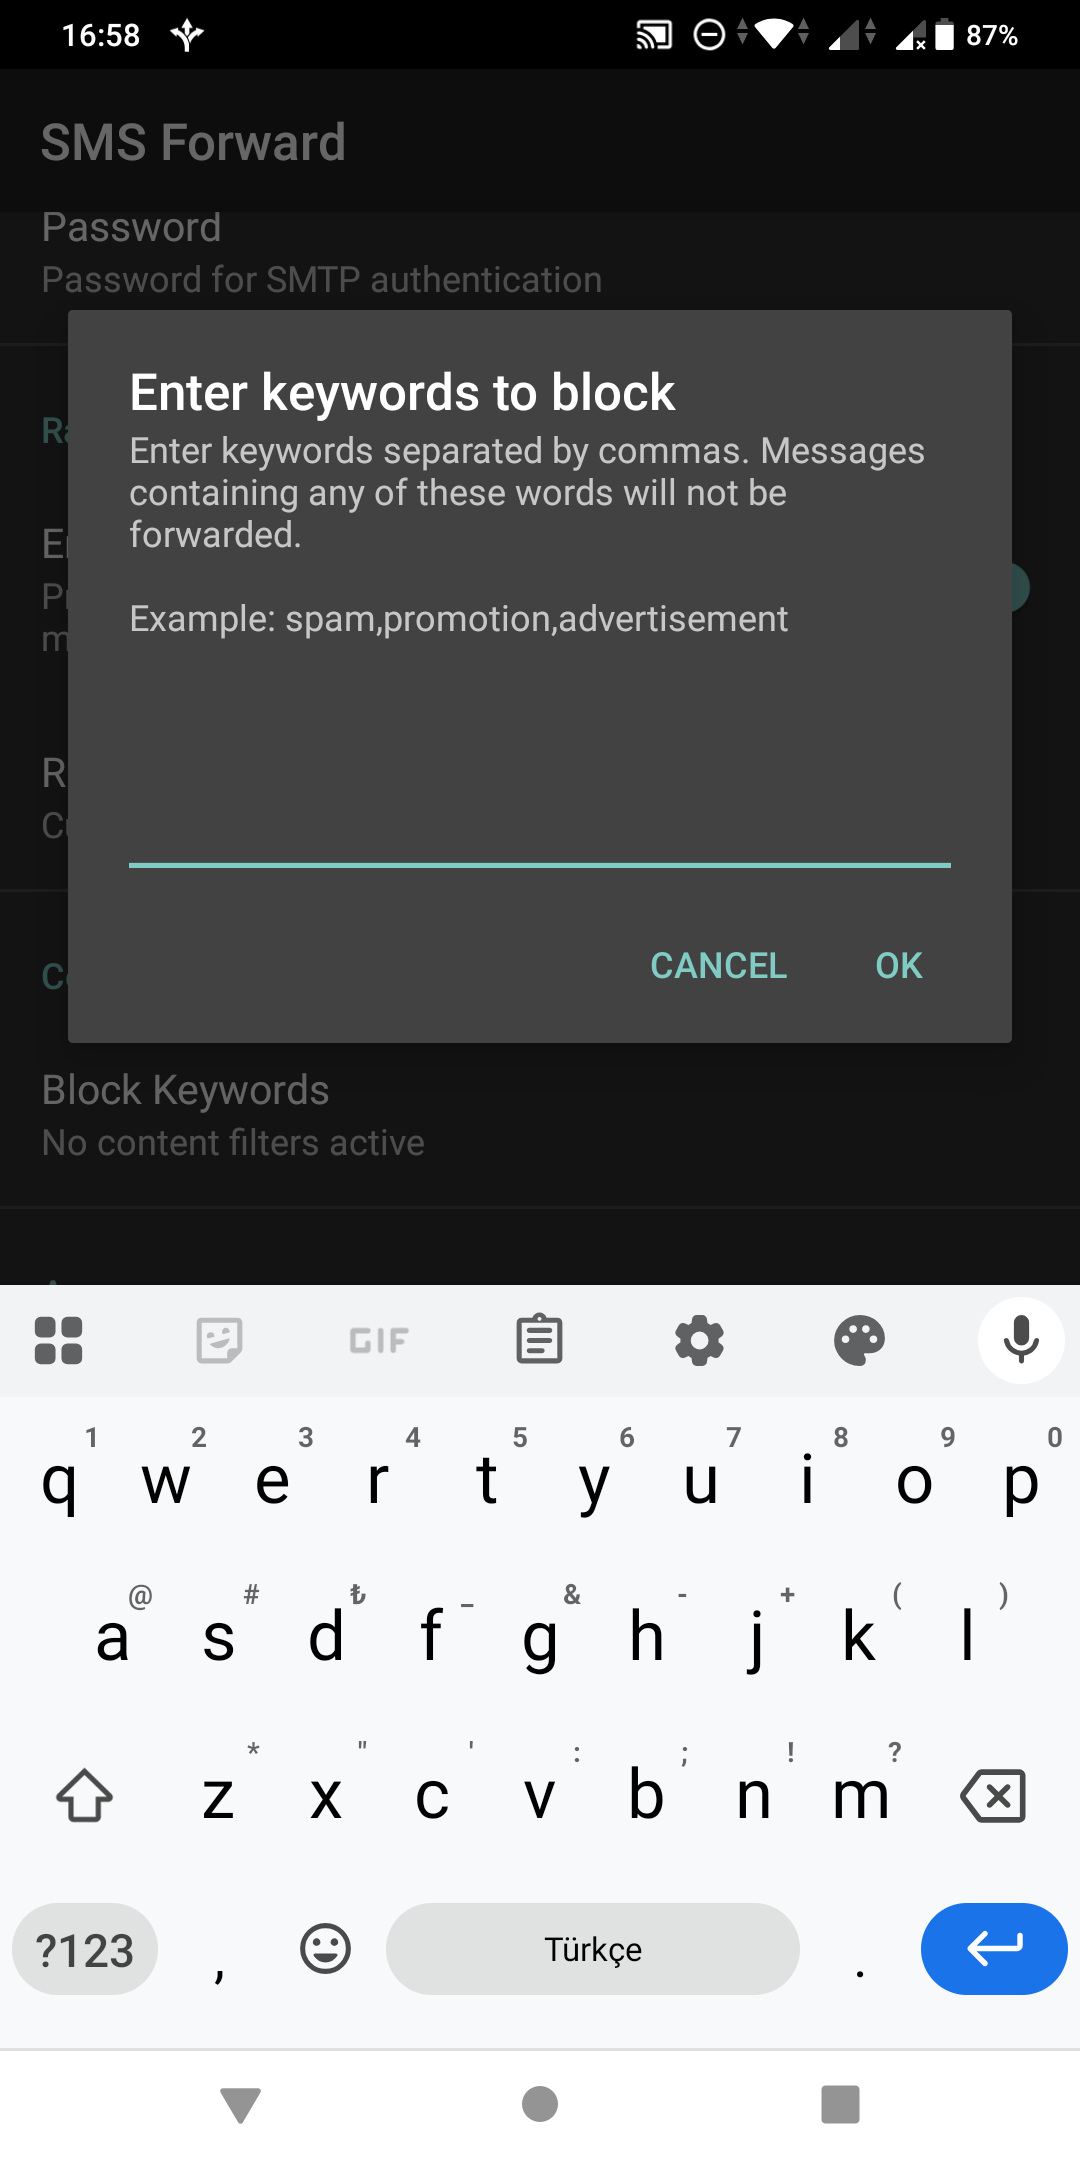 16:58
87%
SMS Forward
Password
Password for SMTP authentication
Enter keywords to block
Enter keywords separated by commas. Messages
containing any of these words will not be
forwarded.
Example: spam,promotion,advertisement
CANCEL OK
Block Keywords
No content filters active
GIF
1 2 3 4 5 6 7 8 9 0
q w e r t y u i o p
@ # ₺ _ & - + ( )
a s d f g h j k l
* " ' : ; ! ?
z x c v b n m
?123 , Türkçe .